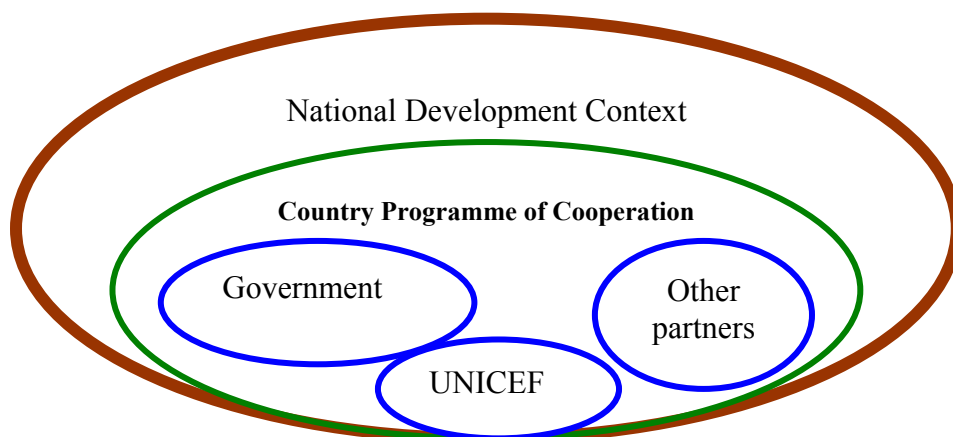 National Development Context
Country Programme of Cooperation
Government
Other
partners
UNICEF